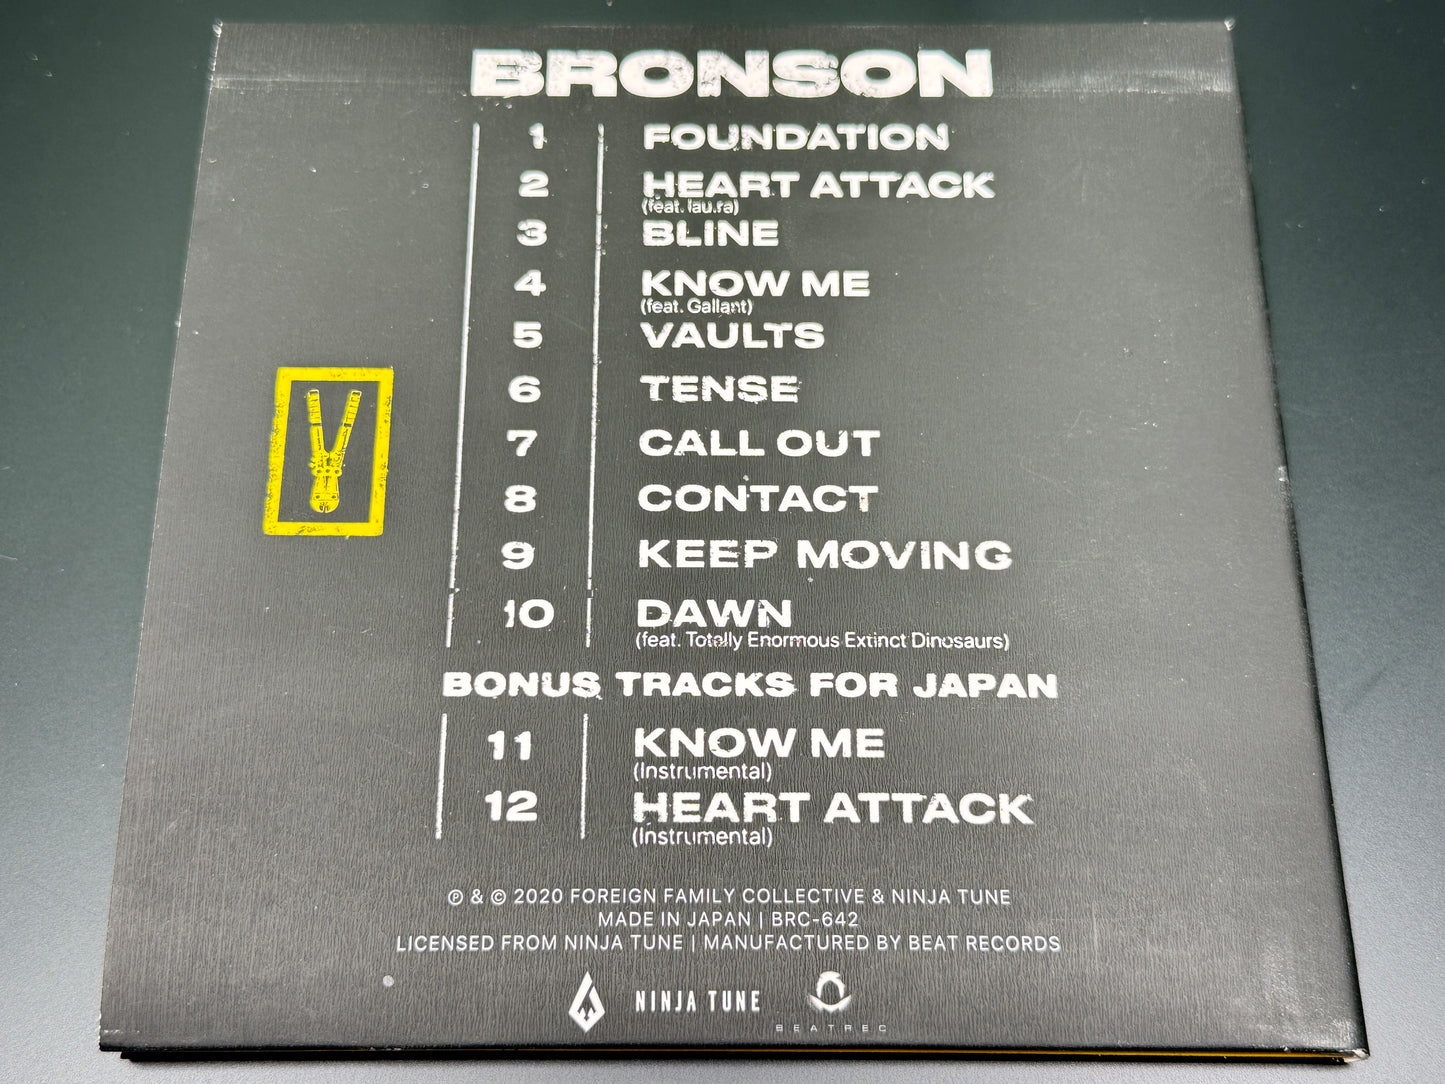 BRONSON
1 FOUNDATION
2 HEART ATTACK
(feat. lau.ra)
3 BLINE
4 KNOW ME
(feat. Gallant)
5 VAULTS
6 TENSE
7 CALL OUT
8 CONTACT
9 KEEP MOVING
10 DAWN
(feat. Totally Enormous Extinct Dinosaurs)
BONUS TRACKS FOR JAPAN
11 KNOW ME
(Instrumental)
12 HEART ATTACK
(Instrumental)
℗ & © 2020 FOREIGN FAMILY COLLECTIVE & NINJA TUNE
MADE IN JAPAN | BRC-642
LICENSED FROM NINJA TUNE | MANUFACTURED BY BEAT RECORDS
NINJA TUNE
BEATREC